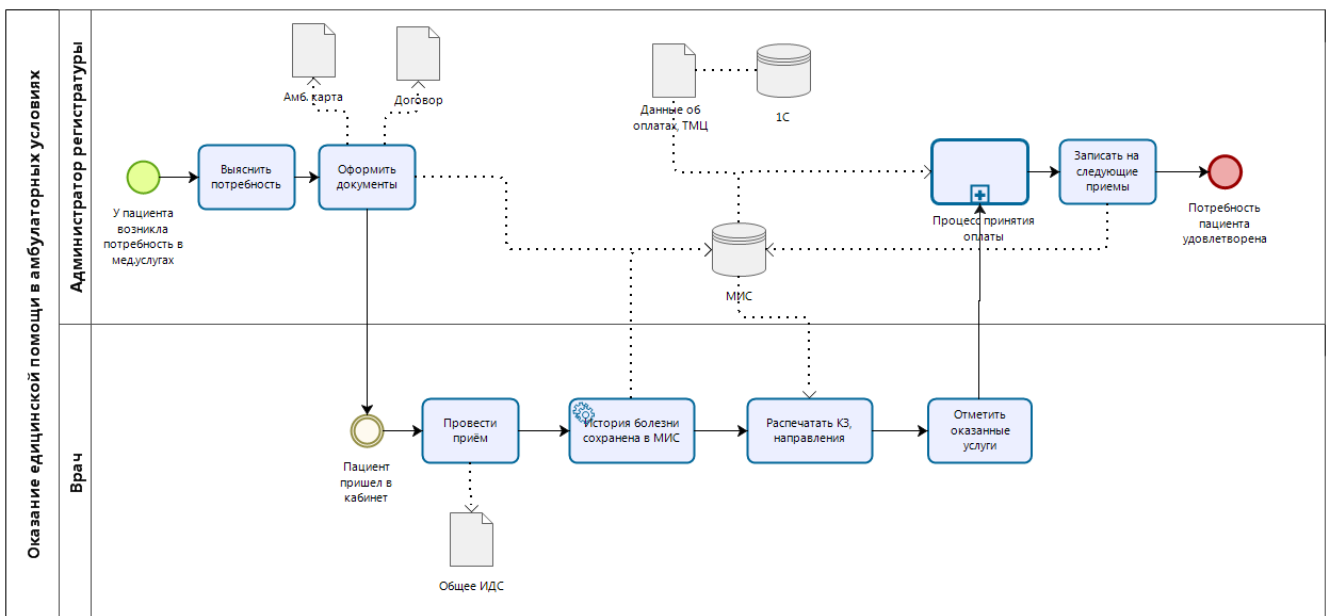 Оказание единской помощи в амбулаторных условиях
Администратор регистратуры
Амб. карта
Договор
Данные об
оплатах, ТМЦ
1С
У пациента
возникла
потребность в
мед.услугах
Выяснить
потребность
Оформить
документы
МИС
Процесс принятия
оплаты
Записать на
следующие
приемы
Потребность
пациента
удовлетворена
Врач
Пациент
пришел в
кабинет
Провести
приём
Общее ИДС
История болезни
сохранена в МИС
Распечатать КЗ,
направления
Отметить
оказанные
услуги